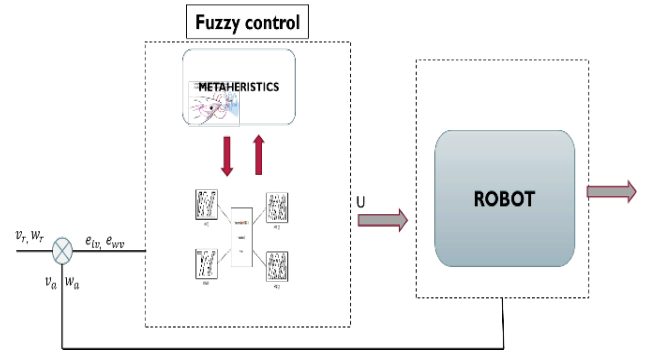 Fuzzy control
METAHERISTICS
U
ROBOT
v_r, w_r
e_lv, e_wv
v_a w_a